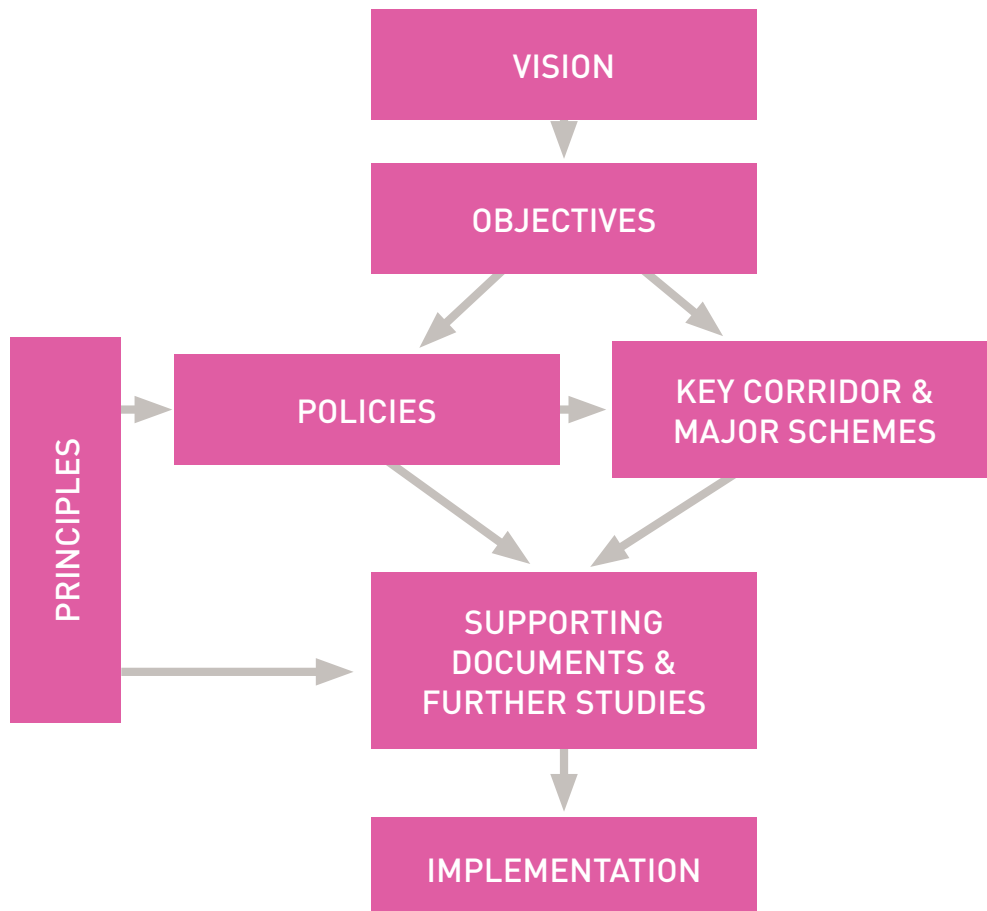 VISION
OBJECTIVES
PRINCIPLES
POLICIES
KEY CORRIDOR &
MAJOR SCHEMES
SUPPORTING
DOCUMENTS &
FURTHER STUDIES
IMPLEMENTATION